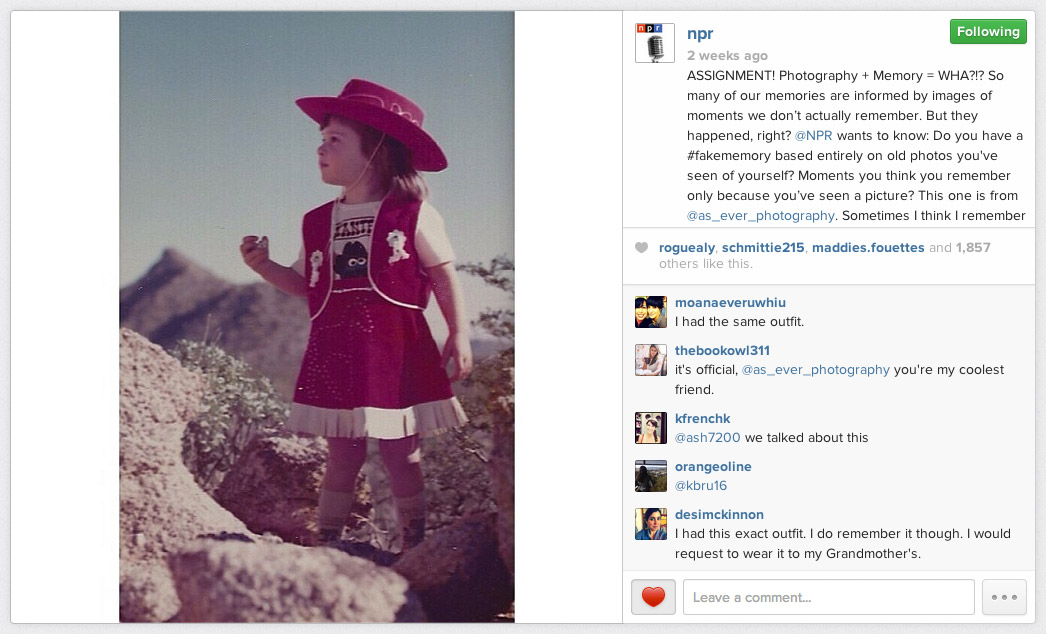 WANTE
npr
npr
Following
2 weeks ago
ASSIGNMENT! Photography + Memory = WHA?!? So
many of our memories are informed by images of
moments we don't actually remember. But they
happened, right? @NPR wants to know: Do you have a
#fakememory based entirely on old photos you've
seen of yourself? Moments you think you remember
only because you've seen a picture? This one is from
@as_ever_photography. Sometimes I think I remember
roguealy, schmittie215, maddies.fouettes and 1,857
others like this.
moanaeveruwhiu
I had the same outfit.
thebookowl311
it's official, @as_ever_photography you're my coolest
friend.
kfrenchk
@ash7200 we talked about this
orangeoline
@kbru16
desimckinnon
I had this exact outfit. I do remember it though. I would
request to wear it to my Grandmother's.
Leave a comment...